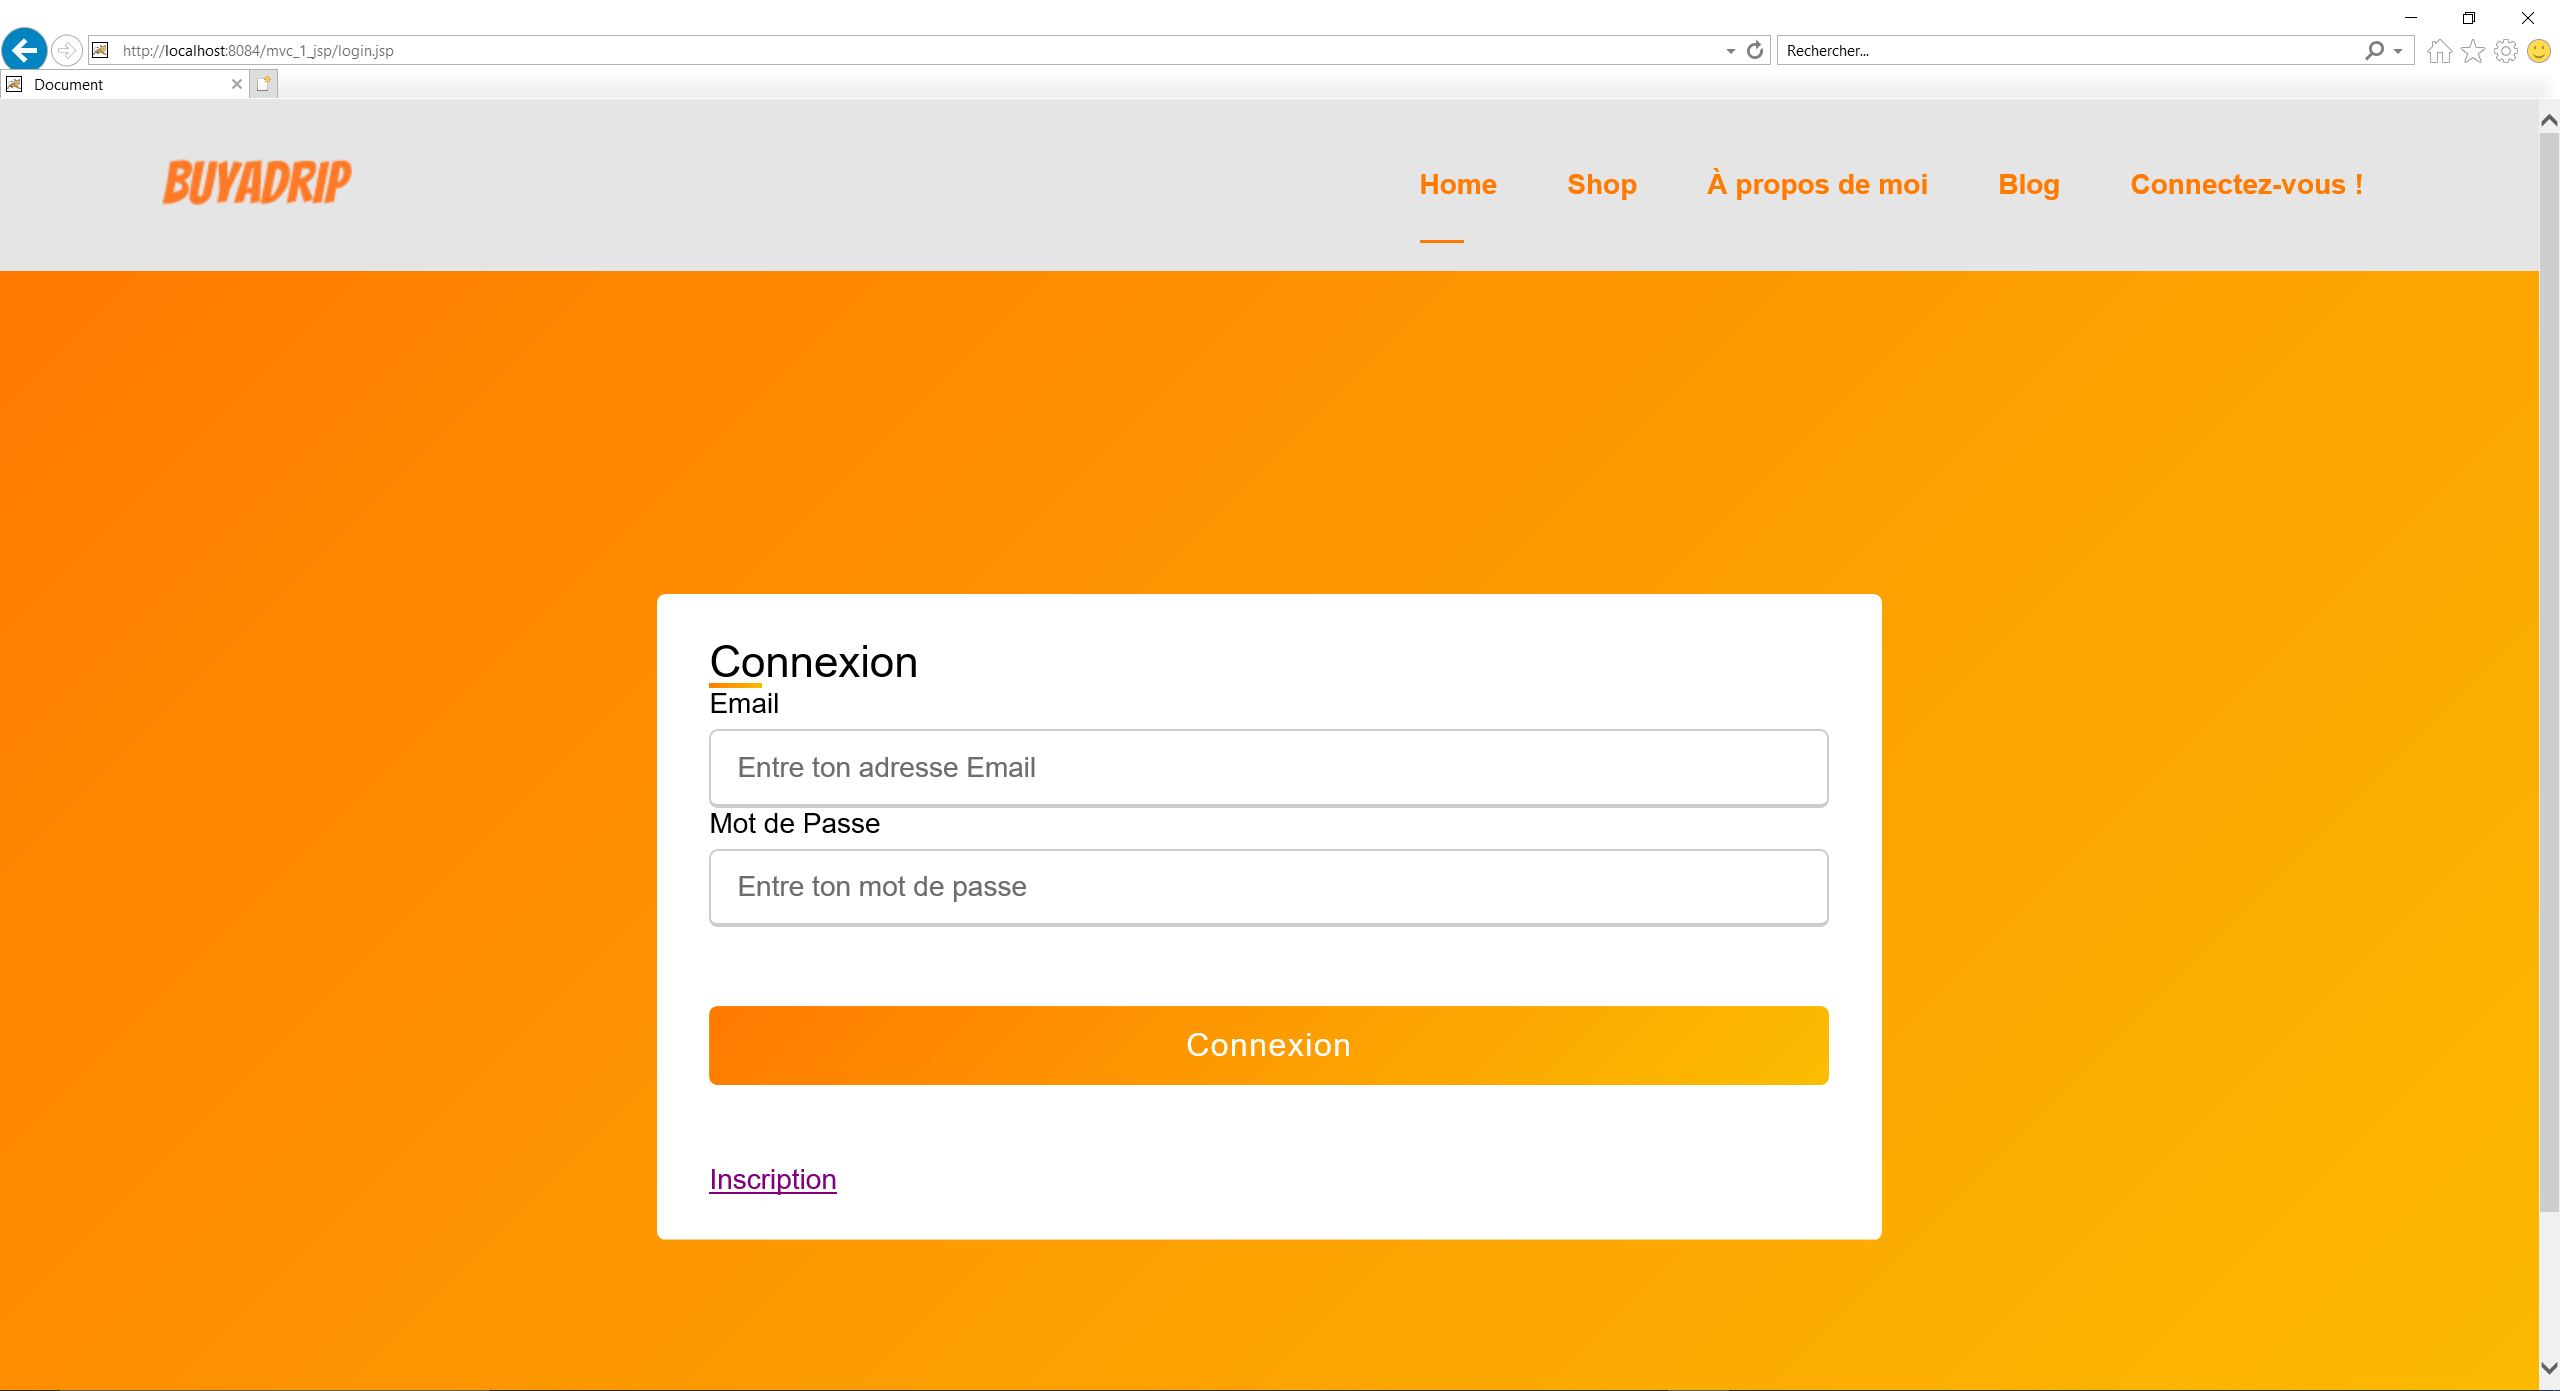 http://localhost:8084/mvc_1_jsp/login.jsp
Rechercher...
Document
BUYADRIP
Home Shop À propos de moi Blog Connectez-vous !
Connexion
Email
Entre ton adresse Email
Mot de Passe
Entre ton mot de passe
Connexion
Inscription